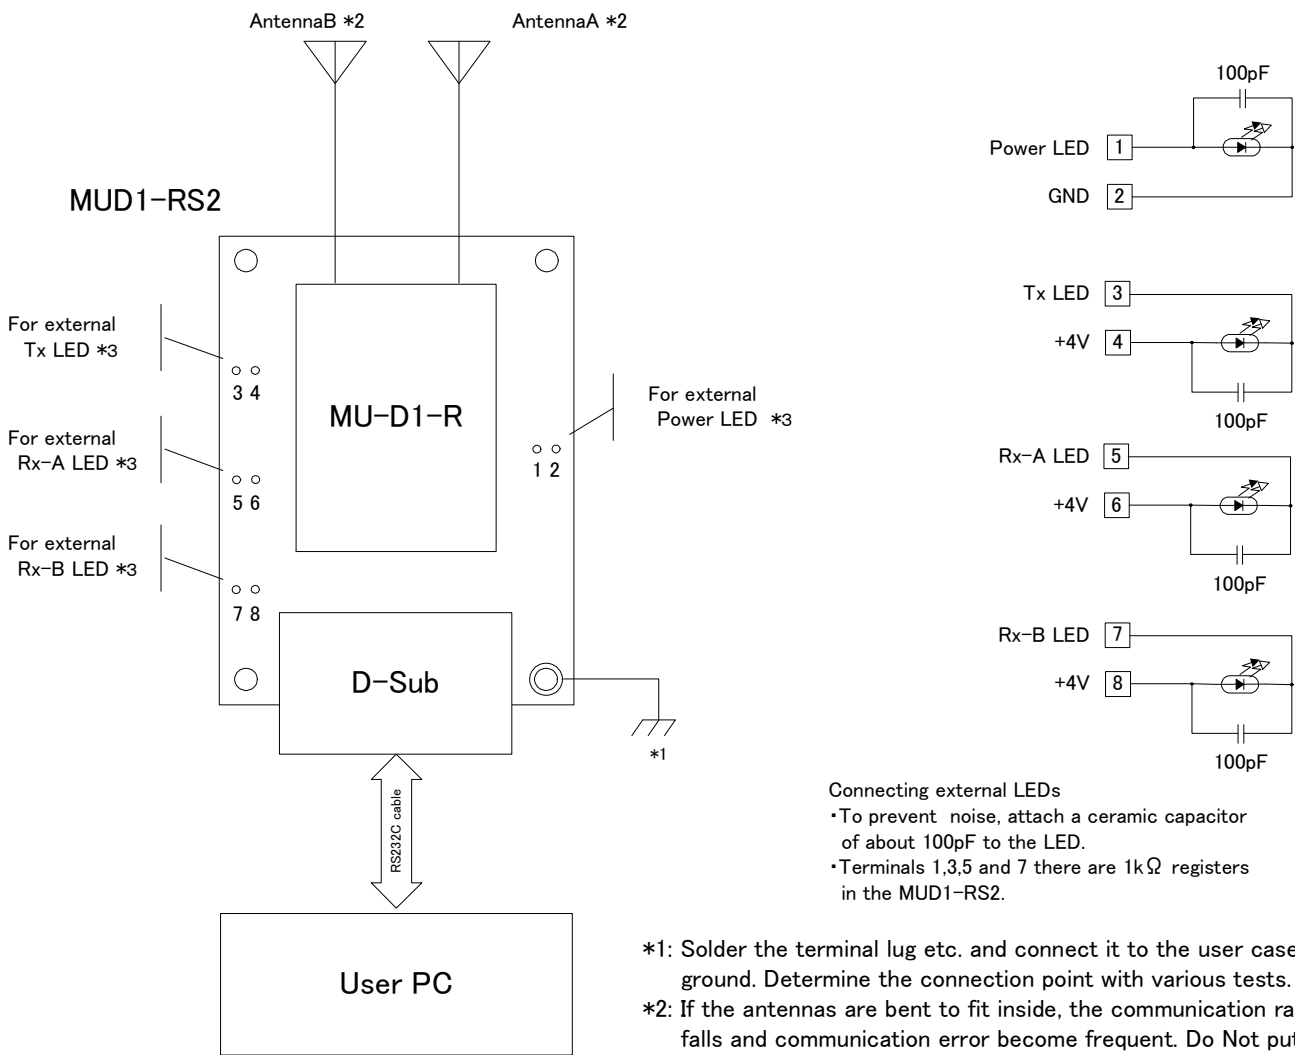 AntennaB *2
AntennaA *2
MUD1-RS2
For external
Tx LED *3
3 4
For external
Rx-A LED *3
5 6
For external
Rx-B LED *3
7 8
MU-D1-R
For external
Power LED *3
1 2
D-Sub
*1
RS232C cable
User PC
100pF
Power LED 1
GND 2
Tx LED 3
+4V 4
100pF
Rx-A LED 5
+4V 6
100pF
Rx-B LED 7
+4V 8
100pF
Connecting external LEDs
・To prevent noise, attach a ceramic capacitor
of about 100pF to the LED.
・Terminals 1,3,5 and 7 there are 1kΩ registers
in the MUD1-RS2.
*1: Solder the terminal lug etc. and connect it to the user case
ground. Determine the connection point with various tests.
*2: If the antennas are bent to fit inside, the communication ra
falls and communication error become frequent. Do Not put